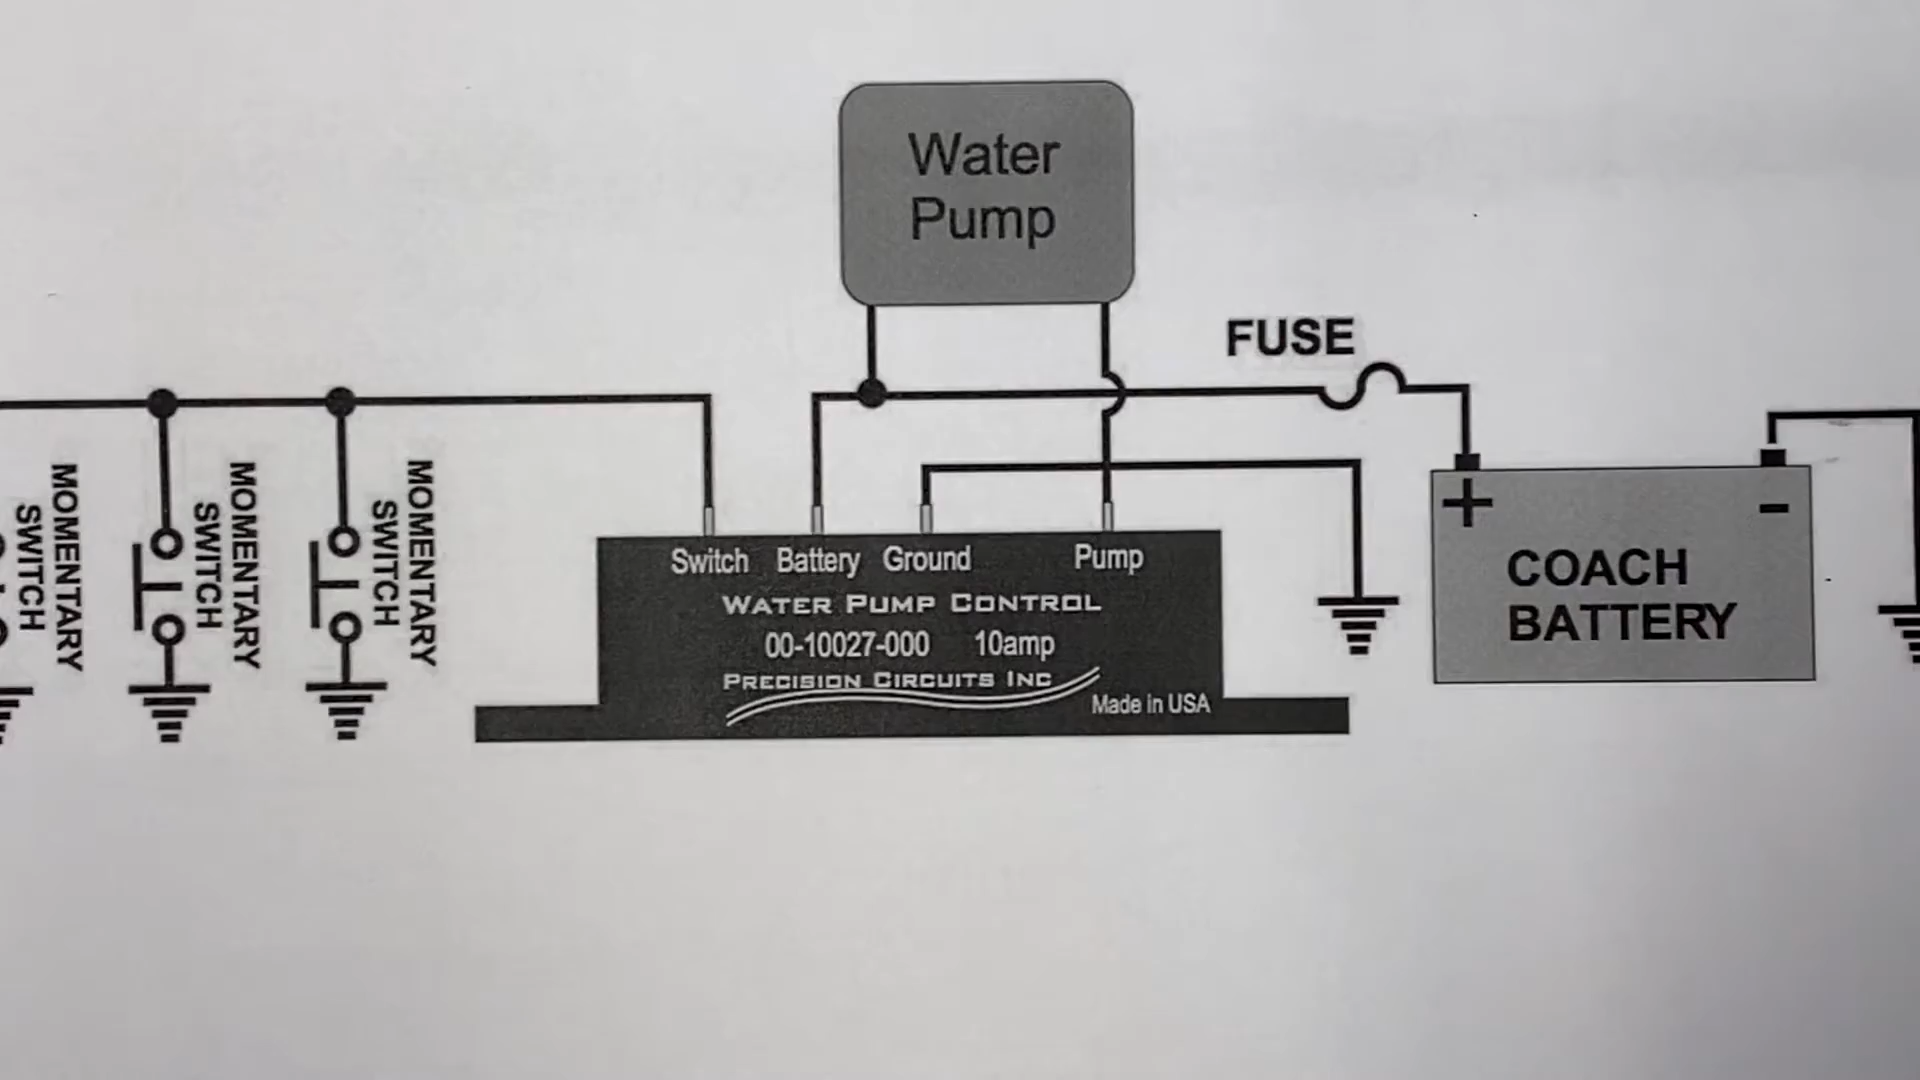 Water
Pump
FUSE
MOMENTARY
SWITCH
MOMENTARY
SWITCH
MOMENTARY
SWITCH
Switch Battery Ground Pump
WATER PUMP CONTROL
00-10027-000 10amp
PRECISION CIRCUITS INC
Made in USA
+ -
COACH
BATTERY